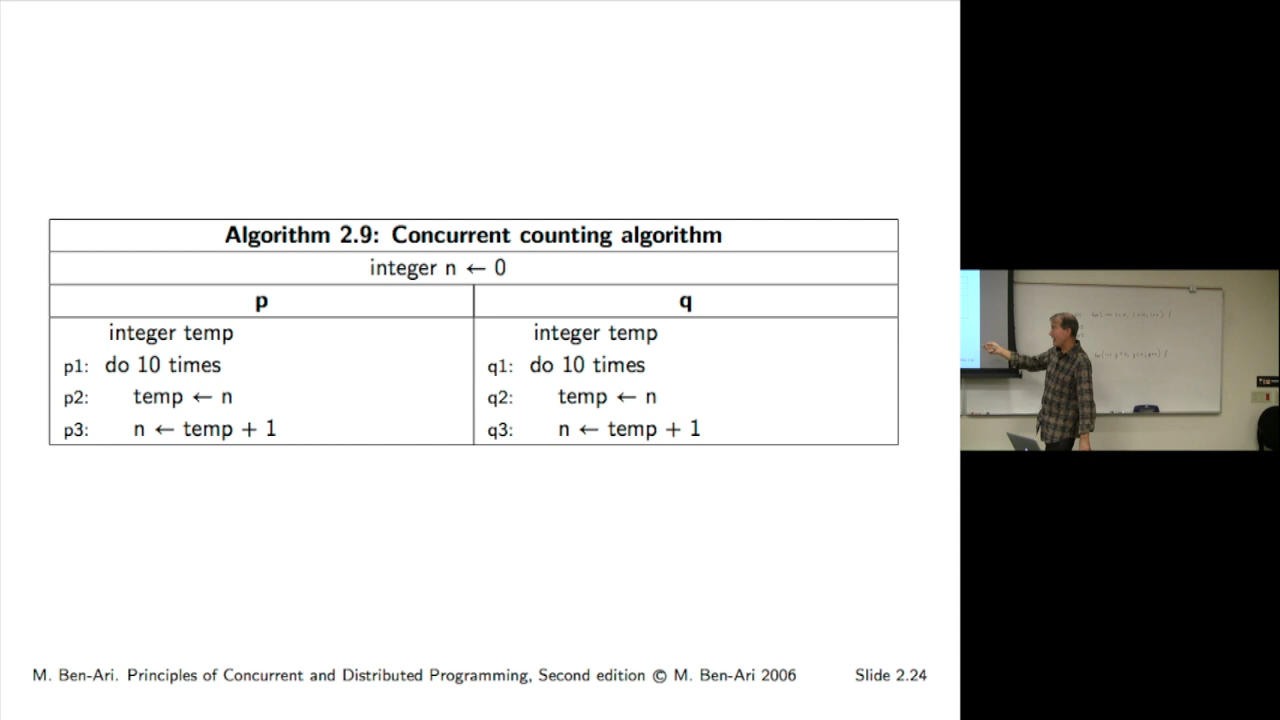 Algorithm 2.9: Concurrent counting algorithm
integer n ← 0
p q
integer temp integer temp
p1: do 10 times q1: do 10 times
p2: temp ← n q2: temp ← n
p3: n ← temp + 1 q3: n ← temp + 1
M. Ben-Ari. Principles of Concurrent and Distributed Programming, Second edition © M. Ben-Ari 2006 Slide 2.24